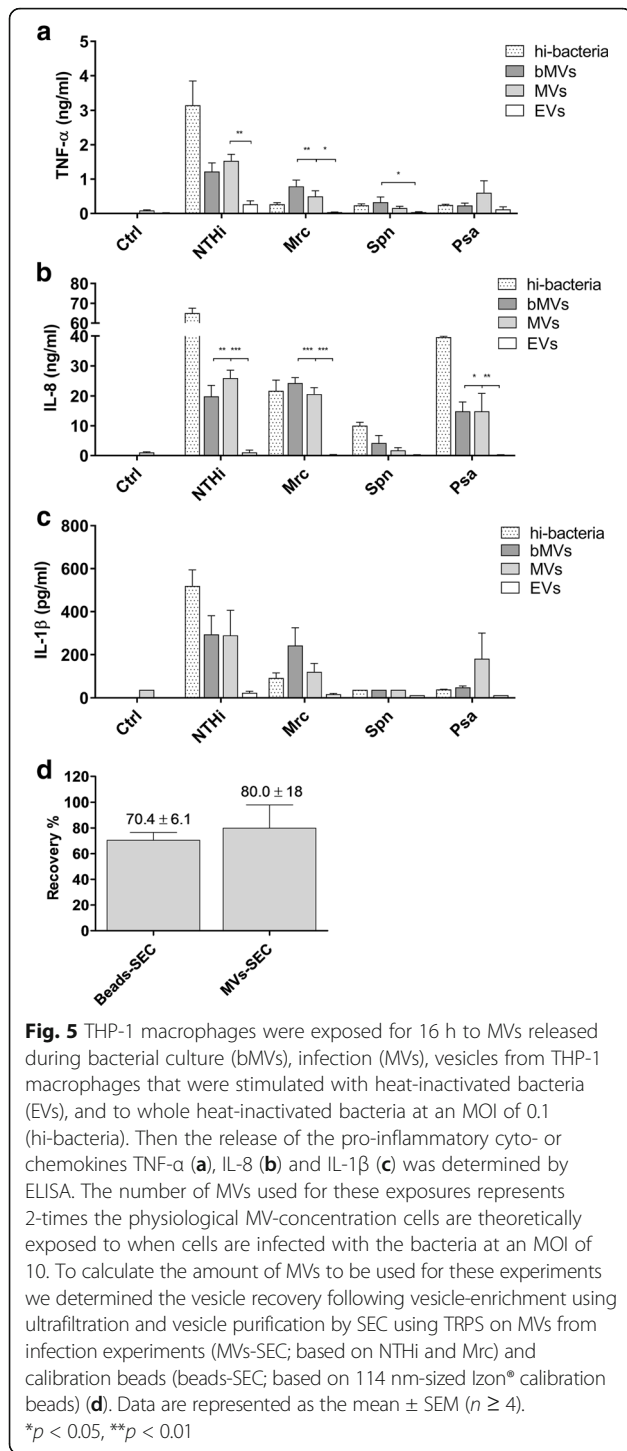 a
5
4
3
2
1
0
TNF-α (ng/ml)
hi-bacteria
bMVs
MVs
EVs
**
**
*
*
Ctrl
NTHi
Mrc
Spn
Psa
b
80
70
60
40
30
20
10
0
IL-8 (ng/ml)
hi-bacteria
bMVs
MVs
EVs
**
***
***
***
*
**
Ctrl
NTHi
Mrc
Spn
Psa
c
800
600
400
200
0
IL-1β (pg/ml)
hi-bacteria
bMVs
MVs
EVs
Ctrl
NTHi
Mrc
Spn
Psa
d
120
100
80
60
40
20
0
Recovery %
70.4 ± 6.1
80.0 ± 18
Beads-SEC
MVs-SEC
Fig. 5 THP-1 macrophages were exposed for 16 h to MVs released
during bacterial culture (bMVs), infection (MVs), vesicles from THP-1
macrophages that were stimulated with heat-inactivated bacteria
(EVs), and to whole heat-inactivated bacteria at an MOI of 0.1
(hi-bacteria). Then the release of the pro-inflammatory cyto- or
chemokines TNF-α (a), IL-8 (b) and IL-1β (c) was determined by
ELISA. The number of MVs used for these exposures represents
2-times the physiological MV-concentration cells are theoretically
exposed to when cells are infected with the bacteria at an MOI of
10. To calculate the amount of MVs to be used for these experiments
we determined the vesicle recovery following vesicle-enrichment using
ultrafiltration and vesicle purification by SEC using TRPS on MVs from
infection experiments (MVs-SEC; based on NTHi and Mrc) and
calibration beads (beads-SEC; based on 114 nm-sized Izon® calibration
beads) (d). Data are represented as the mean ± SEM (n ≥ 4).
*p < 0.05, **p < 0.01